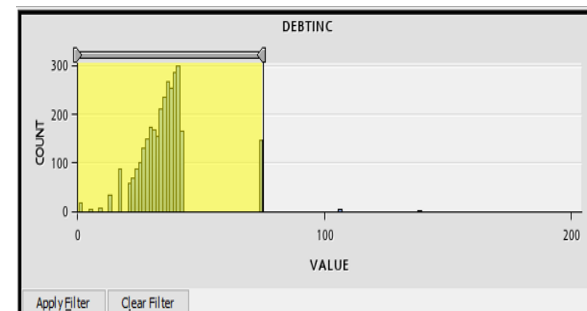 DEBTINC
300
200
100
0
COUNT
0 100 200
VALUE
Apply Filter Clear Filter